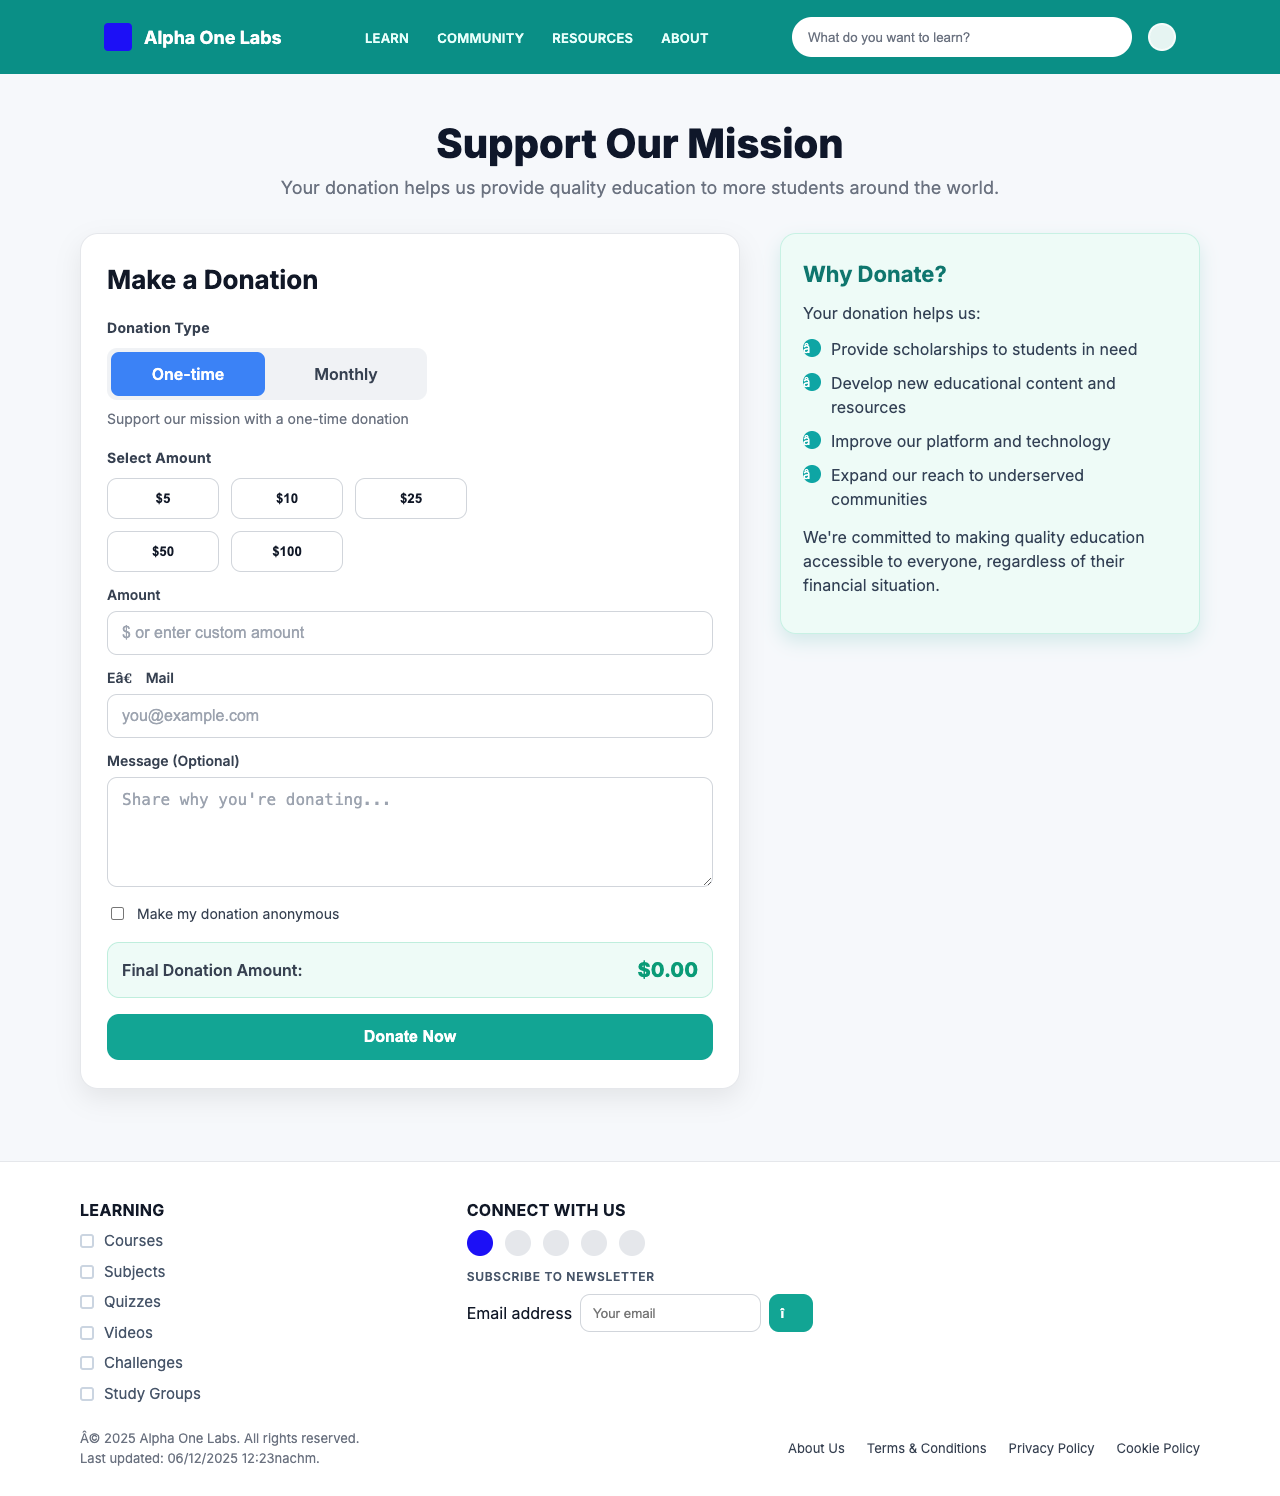 Alpha One Labs
LEARN COMMUNITY RESOURCES ABOUT
What do you want to learn?
Support Our Mission
Your donation helps us provide quality education to more students around the world.
Make a Donation
Donation Type
One-time Monthly
Support our mission with a one-time donation
Select Amount
$5 $10 $25
$50 $100
Amount
$ or enter custom amount
Eâ€ Mail
you@example.com
Message (Optional)
Share why you're donating...
Make my donation anonymous
Final Donation Amount: $0.00
Donate Now
Why Donate?
Your donation helps us:
â Provide scholarships to students in need
â Develop new educational content and
resources
â Improve our platform and technology
â Expand our reach to underserved
communities
We're committed to making quality education
accessible to everyone, regardless of their
financial situation.
LEARNING
Courses
Subjects
Quizzes
Videos
Challenges
Study Groups
CONNECT WITH US
SUBSCRIBE TO NEWSLETTER
Email address Your email î
Â© 2025 Alpha One Labs. All rights reserved.
Last updated: 06/12/2025 12:23nachm.
About Us Terms & Conditions Privacy Policy Cookie Policy